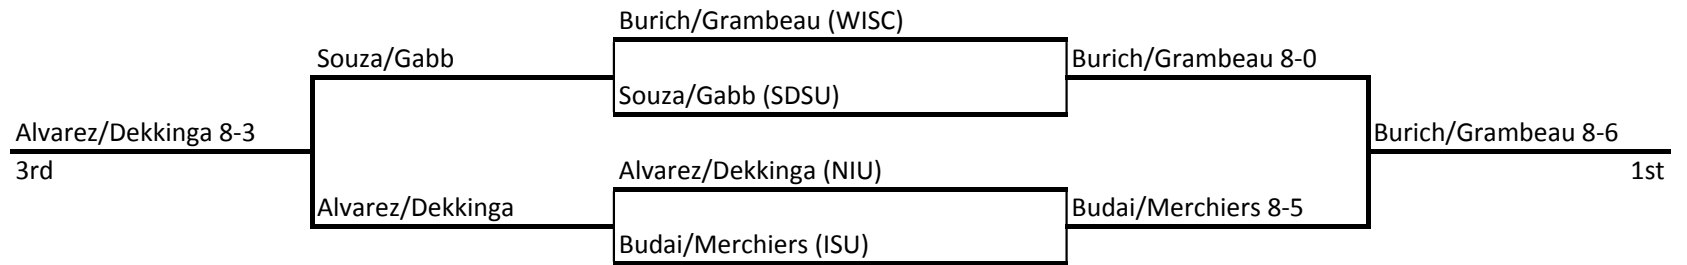 Burich/Grambeau (WISC)
Souza/Gabb
Burich/Grambeau 8-0
Souza/Gabb (SDSU)
Alvarez/Dekkinga 8-3
Burich/Grambeau 8-6
3rd
Alvarez/Dekkinga (NIU)
1st
Alvarez/Dekkinga
Budai/Merchiers 8-5
Budai/Merchiers (ISU)